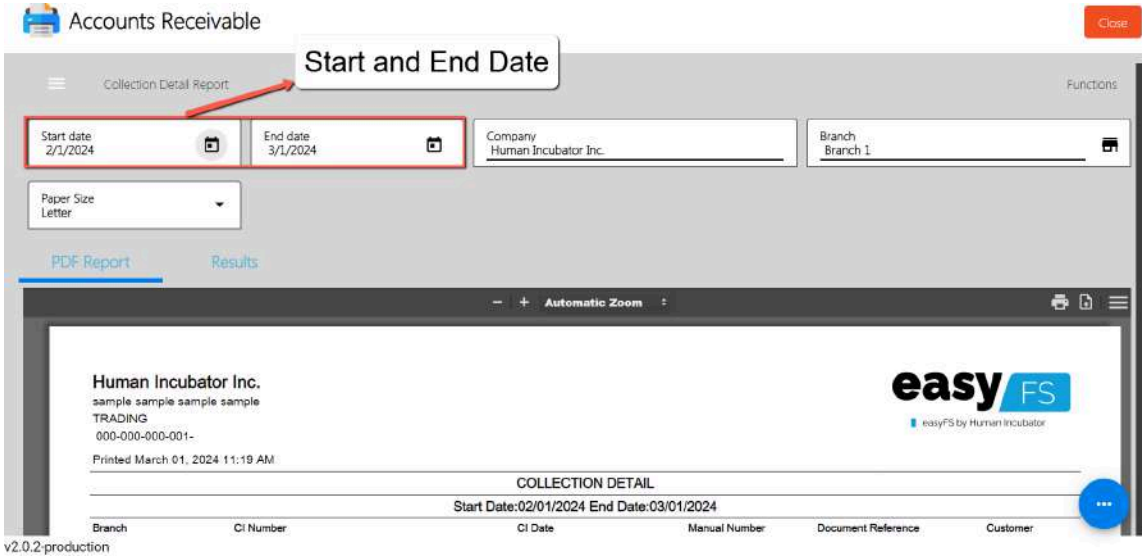 Accounts Receivable
Close
Start and End Date
Collection Detail Report
Functions
Start date
2/1/2024
End date
3/1/2024
Company
Human Incubator Inc.
Branch
Branch 1
Paper Size
Letter
PDF Report Results
− + Automatic Zoom
Human Incubator Inc.
sample sample sample sample
TRADING
000-000-000-001-
Printed March 01, 2024 11:19 AM
easyFS
easyFS by Human Incubator
COLLECTION DETAIL
Start Date:02/01/2024 End Date:03/01/2024
Branch CI Number CI Date Manual Number Document Reference Customer
v2.0.2-production